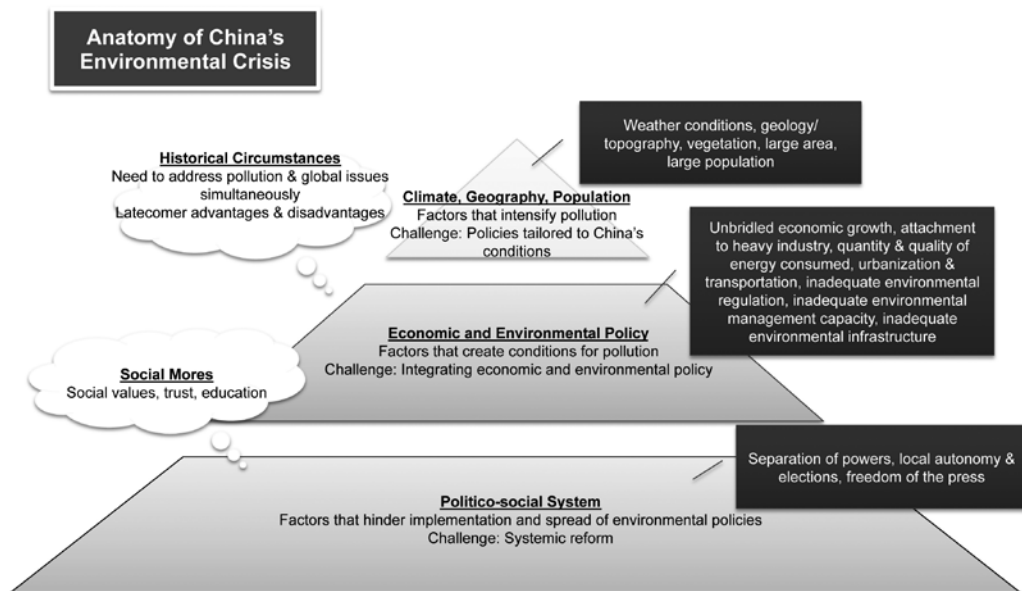 Anatomy of China's
Environmental Crisis
Historical Circumstances
Need to address pollution & global issues
simultaneously
Latecomer advantages & disadvantages
Weather conditions, geology/
topography, vegetation, large area,
large population
Climate, Geography, Population
Factors that intensify pollution
Challenge: Policies tailored to China's
conditions
Unbridled economic growth, attachment
to heavy industry, quantity & quality of
energy consumed, urbanization &
transportation, inadequate environmental
regulation, inadequate environmental
management capacity, inadequate
environmental infrastructure
Economic and Environmental Policy
Factors that create conditions for pollution
Challenge: Integrating economic and environmental policy
Social Mores
Social values, trust, education
Separation of powers, local autonomy &
elections, freedom of the press
Politico-social System
Factors that hinder implementation and spread of environmental policies
Challenge: Systemic reform